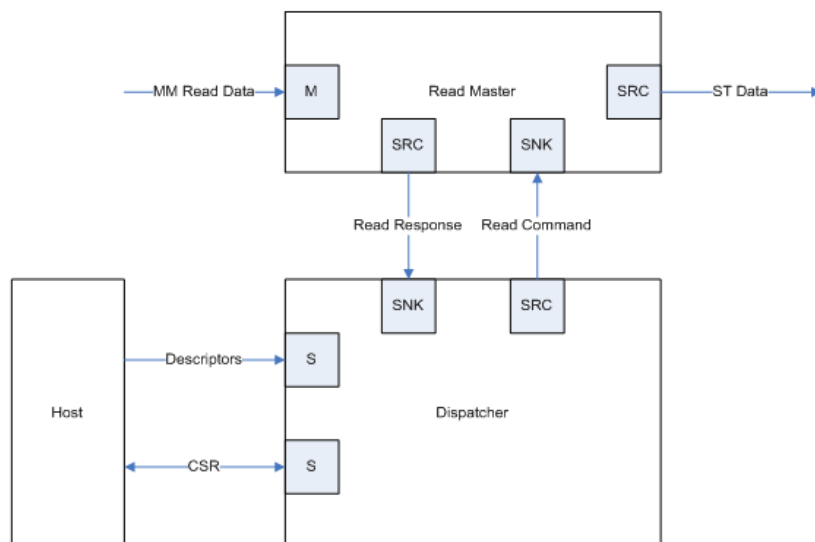 MM Read Data
M
Read Master
SRC
ST Data
SRC
SNK
Read Response
Read Command
SNK
SRC
Descriptors
S
Host
Dispatcher
CSR
S